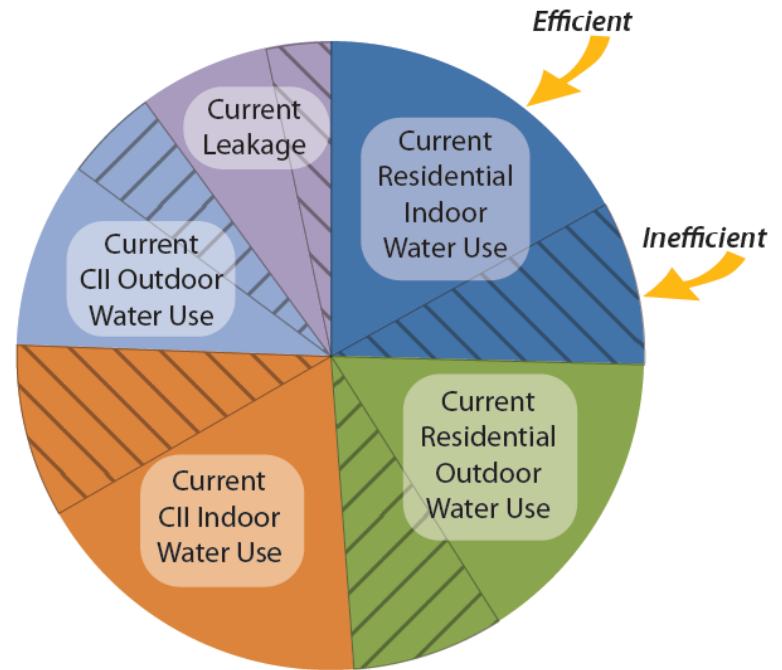 Efficient
Current
Leakage
Current
Residential
Indoor
Water Use
Inefficient
Current
CII Outdoor
Water Use
Current
Residential
Outdoor
Water Use
Current
CII Indoor
Water Use